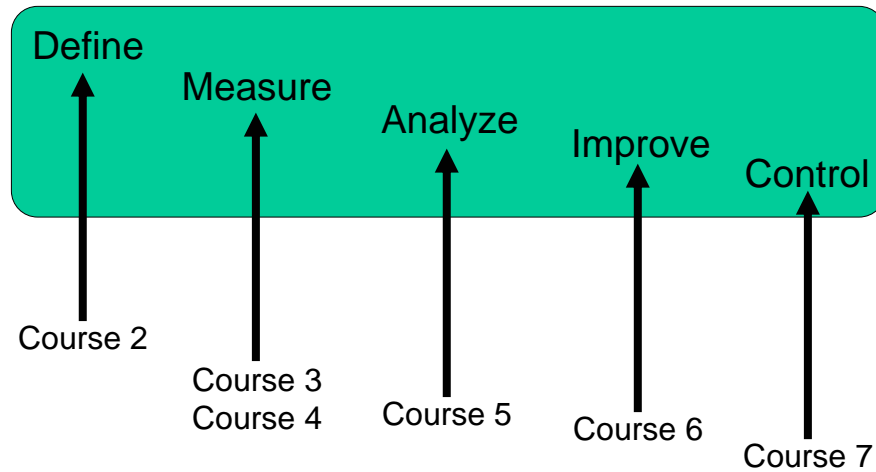 Define
Measure
Analyze
Improve
Control
Course 2
Course 3
Course 4
Course 5
Course 6
Course 7